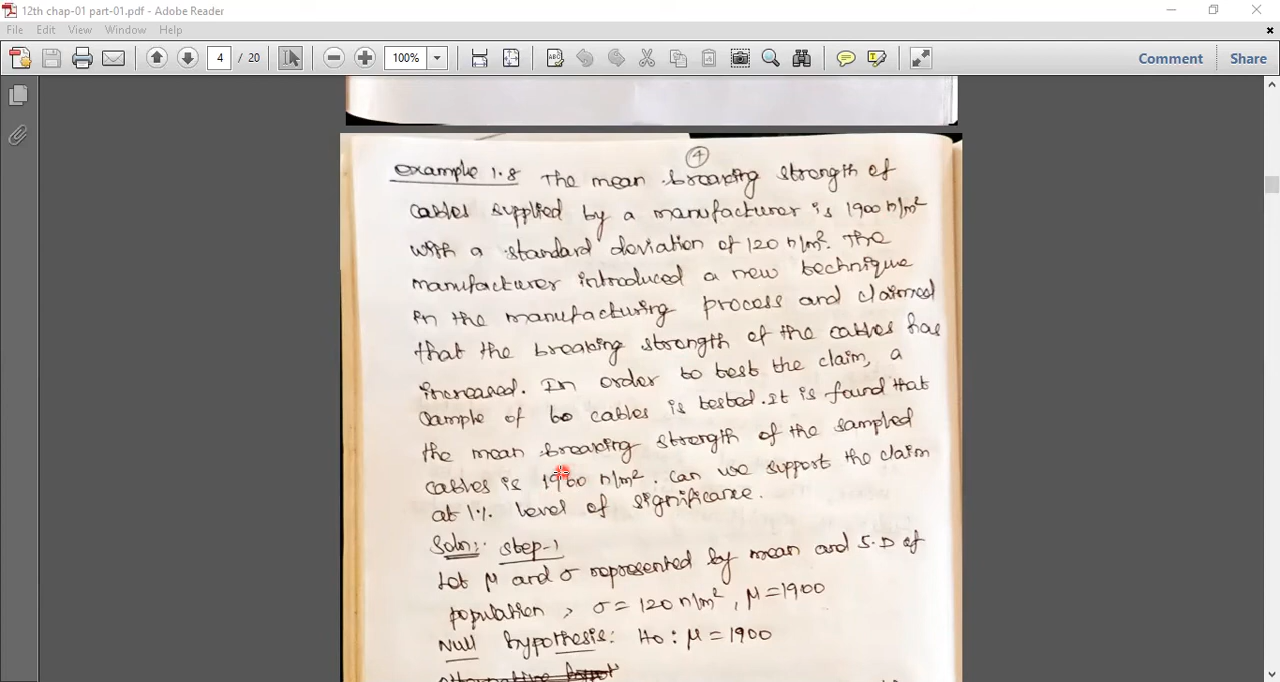 12th chap-01 part-01.pdf - Adobe Reader
File Edit View Window Help
4 / 20 100% Comment Share
4
Example 1.8 The mean breaking strength of
cables supplied by a manufacturer is 1900 n/m²
with a standard deviation of 120 n/m². The
manufacturer introduced a new technique
in the manufacturing process and claimed
that the breaking strength of the cables has
increased. In order to test the claim, a
Sample of 60 cables is tested. It is found that
the mean breaking strength of the sampled
cables is 1960 n/m². Can we support the claim
at 1% level of significance.
Soln:- Step-1
Let μ and σ represented by mean and S.D of
population, σ = 120 n/m², μ = 1900
Null hypothesis: H₀ : μ = 1900